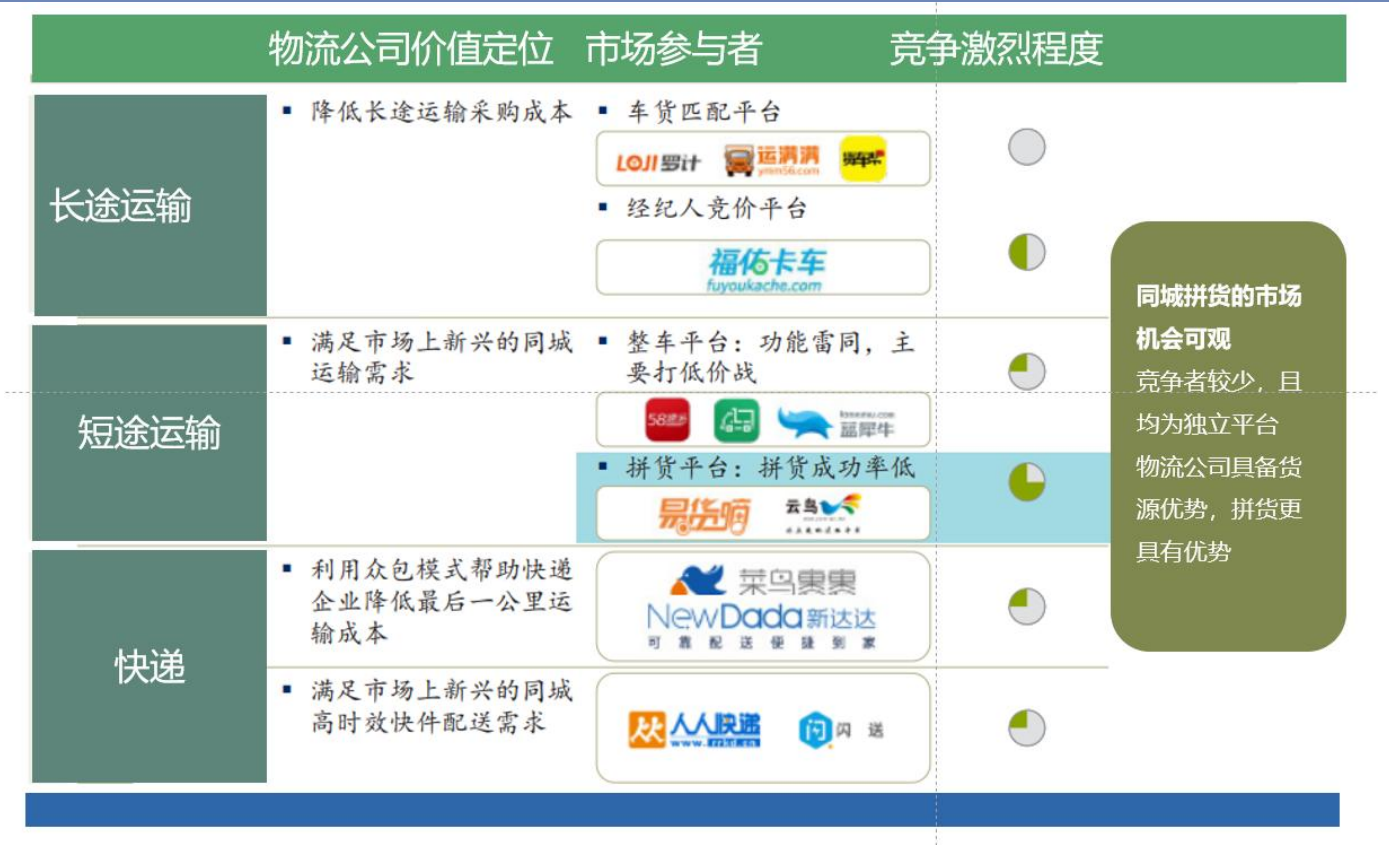 物流公司价值定位 市场参与者 竞争激烈程度
长途运输
▪ 降低长途运输采购成本
▪ 车货匹配平台
LOJI罗计
运满满
ymm56.com
货车帮
▪ 经纪人竞价平台
福佑卡车
fuyoukache.com
短途运输
▪ 满足市场上新兴的同城
运输需求
▪ 整车平台：功能雷同，主
要打低价战
蓝犀牛
▪ 拼货平台：拼货成功率低
易货嘀
云鸟
快递
▪ 利用众包模式帮助快递
企业降低最后一公里运
输成本
菜鸟裹裹
NewDada新达达
可靠配送便捷到家
▪ 满足市场上新兴的同城
高时效快件配送需求
人人快递
www.rrkd.cn
闪
闪送
同城拼货的市场
机会可观
竞争者较少，且
均为独立平台
物流公司具备货
源优势，拼货更
具有优势